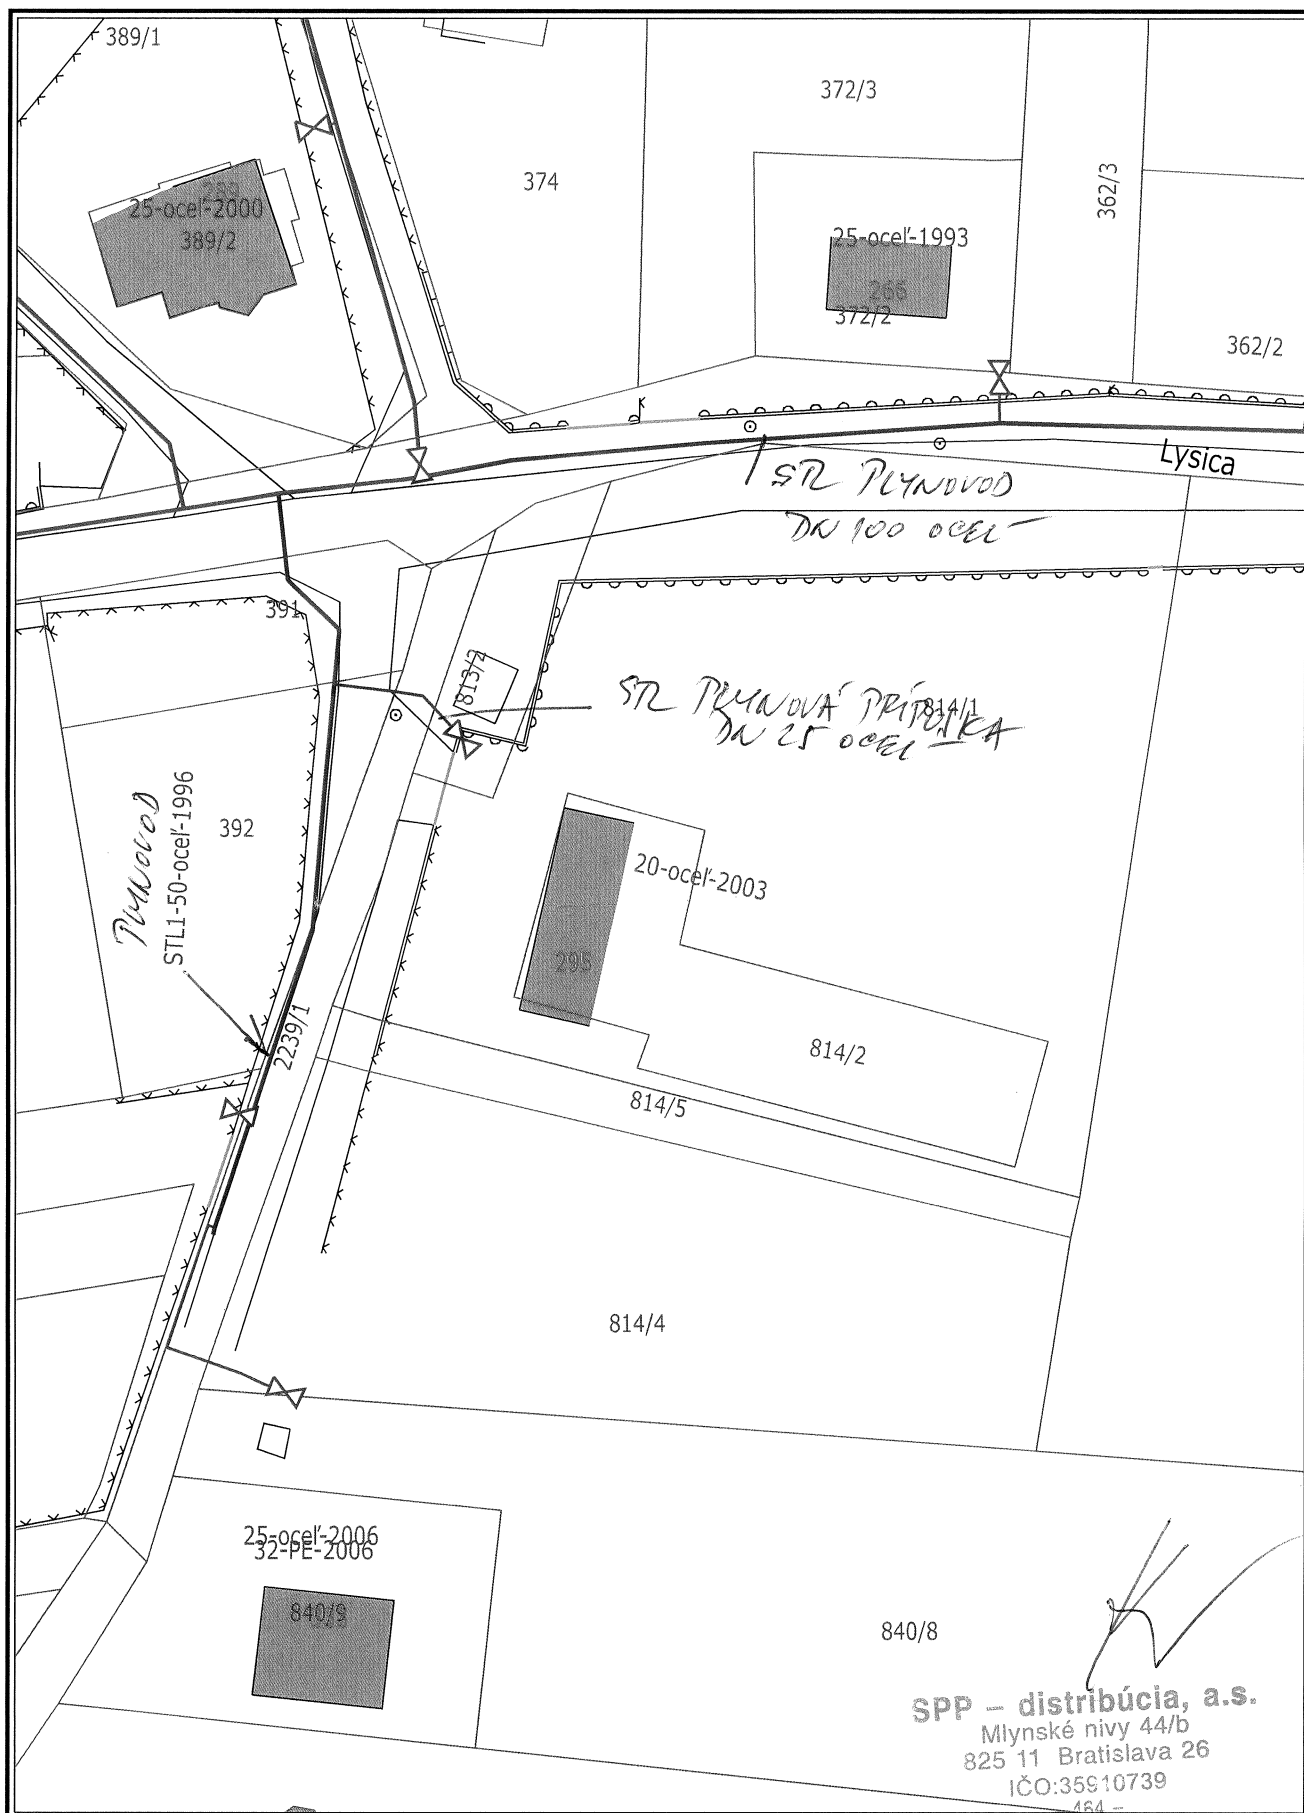 389/1
372/3
374
362/3
289
25-oceľ-2000
389/2
25-oceľ-1993
266
372/2
362/2
Lysica
STL PLYNOVOD
DN 100 OCEĽ
391
813/2
STL PLYNOVÁ PRÍPOJKA
814/1
DN 25 OCEĽ
PLYNOVOD
STL1-50-oceľ-1996
392
20-oceľ-2003
295
2239/1
814/2
814/5
814/4
25-oceľ-2006
32-PE-2006
840/9
840/8
SPP – distribúcia, a.s.
Mlynské nivy 44/b
825 11 Bratislava 26
IČO:35910739
-464-